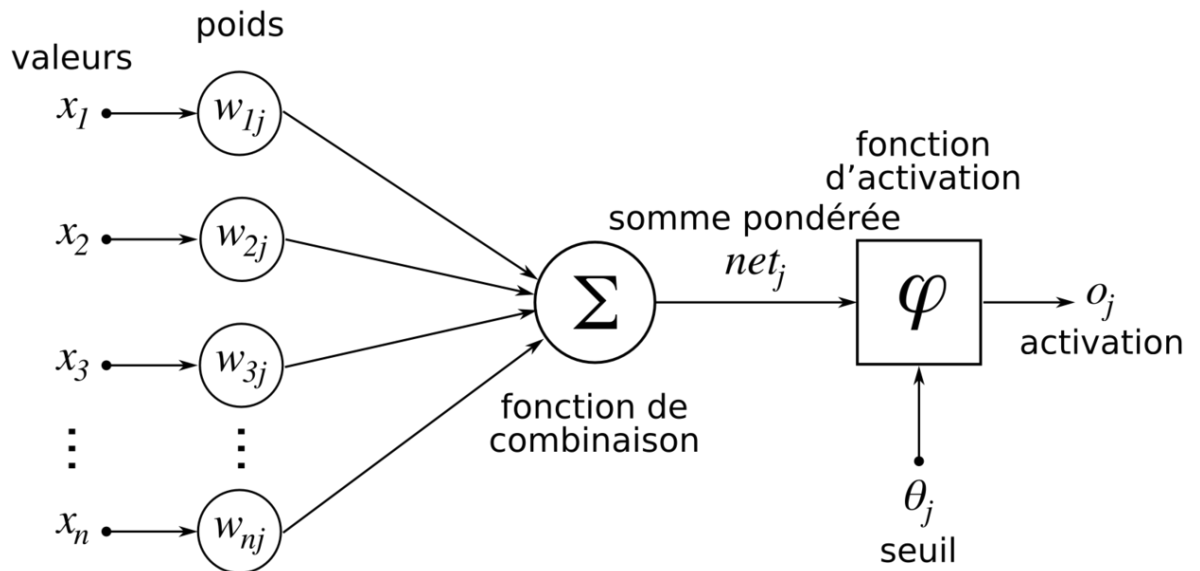 poids
valeurs
x1
w1j
x2
w2j
x3
w3j
⋮
⋮
xn
wnj
Σ
fonction de
combinaison
somme pondérée
netj
fonction
d’activation
φ
oj
activation
θj
seuil